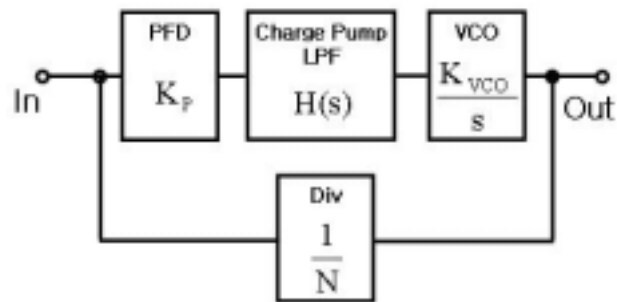 PFD
K_P
Charge Pump
LPF
H(s)
VCO
K_VCO
s
In
Out
Div
1
N